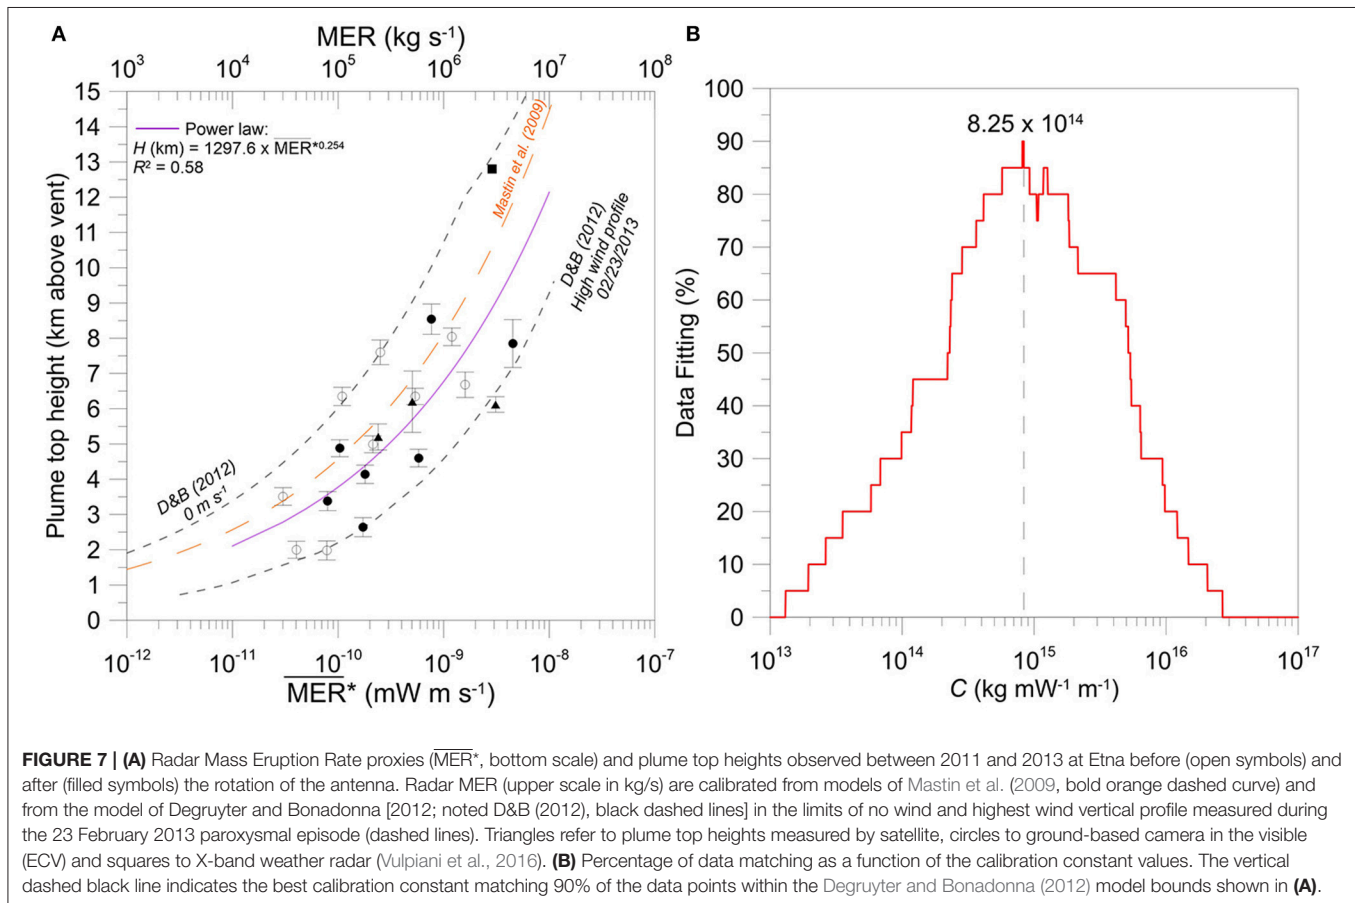 A
MER (kg s-1)
10³ 10⁴ 10⁵ 10⁶ 10⁷ 10⁸
15
14
13
12
11
10
9
8
7
6
5
4
3
2
1
0
Plume top height (km above vent)
Power law:
H (km) = 1297.6 x MER*0.254
R² = 0.58
Mastin et al. (2009)
D&B (2012)
High wind profile
02/23/2013
D&B (2012)
0 m s-1
10-12 10-11 10-10 10-9 10-8 10-7
MER* (mW m s-1)
B
100
90
80
70
60
50
40
30
20
10
0
Data Fitting (%)
8.25 x 10¹⁴
10¹³ 10¹⁴ 10¹⁵ 10¹⁶ 10¹⁷
C (kg mW-1 m-1)
FIGURE 7 | (A) Radar Mass Eruption Rate proxies (MER*, bottom scale) and plume top heights observed between 2011 and 2013 at Etna before (open symbols) and
after (filled symbols) the rotation of the antenna. Radar MER (upper scale in kg/s) are calibrated from models of Mastin et al. (2009, bold orange dashed curve) and
from the model of Degruyter and Bonadonna [2012; noted D&B (2012), black dashed lines] in the limits of no wind and highest wind vertical profile measured during
the 23 February 2013 paroxysmal episode (dashed lines). Triangles refer to plume top heights measured by satellite, circles to ground-based camera in the visible
(ECV) and squares to X-band weather radar (Vulpiani et al., 2016). (B) Percentage of data matching as a function of the calibration constant values. The vertical
dashed black line indicates the best calibration constant matching 90% of the data points within the Degruyter and Bonadonna (2012) model bounds shown in (A).